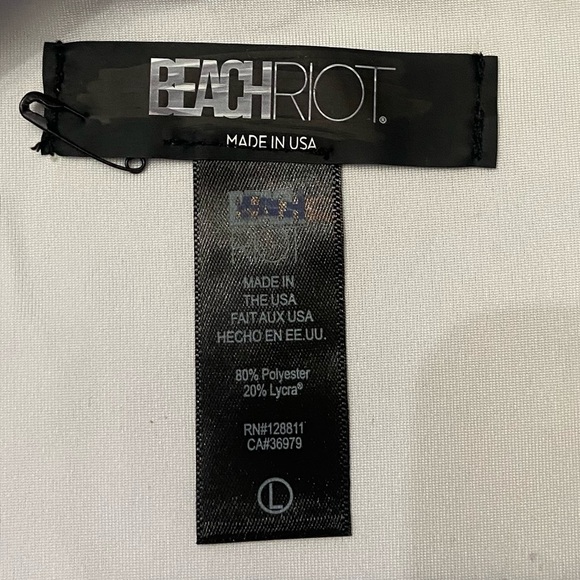 BEACHRIOT®
MADE IN USA
MADE IN
THE USA
FAIT AUX USA
HECHO EN EE.UU.
80% Polyester
20% Lycra®
RN#128811
CA#36979
L